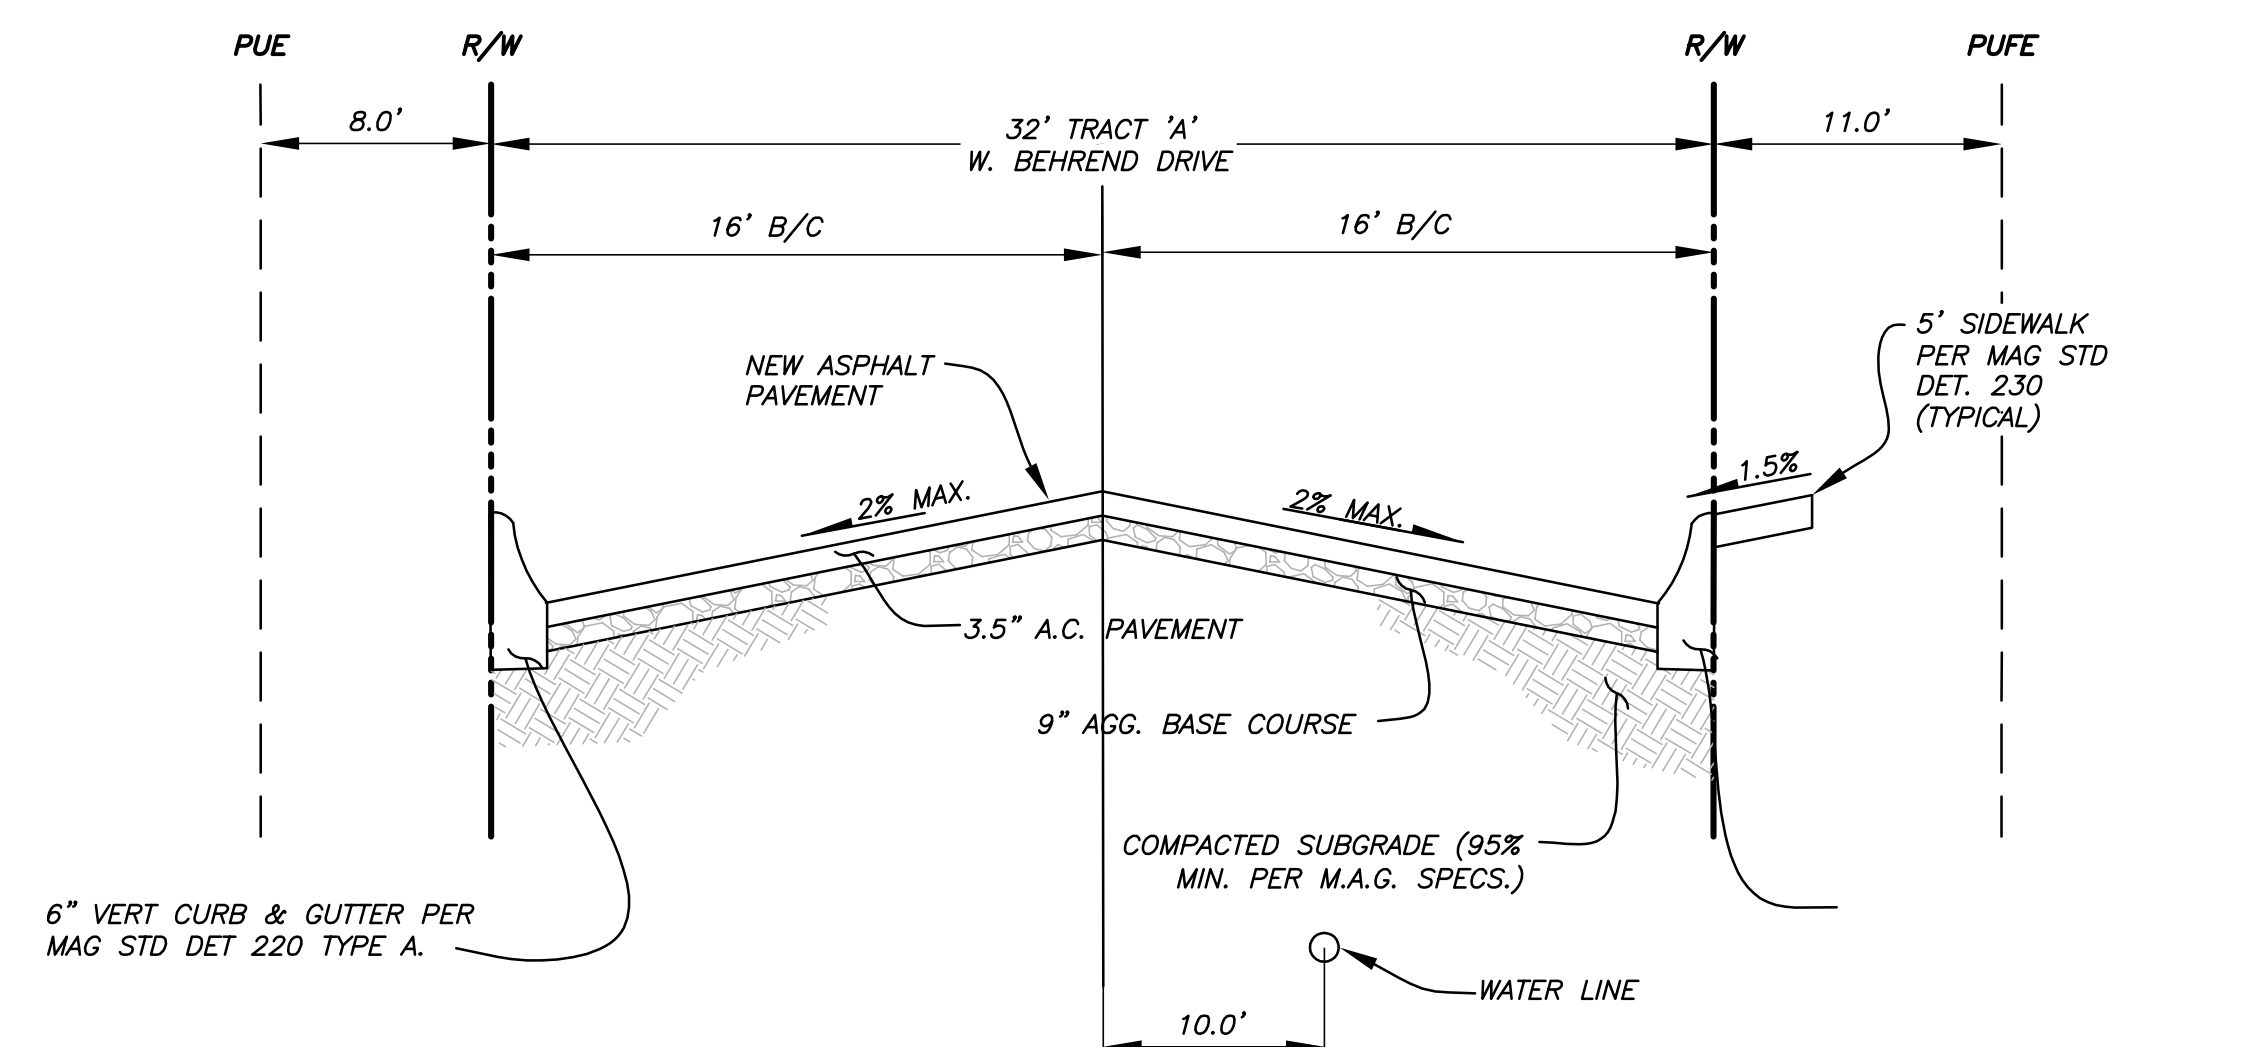 PUE
R/W
R/W
PUFE
8.0'
32' TRACT 'A'
W. BEHREND DRIVE
11.0'
16' B/C
16' B/C
NEW ASPHALT
PAVEMENT
5' SIDEWALK
PER MAG STD
DET. 230
(TYPICAL)
2% MAX.
2% MAX.
1.5%
3.5" A.C. PAVEMENT
9" AGG. BASE COURSE
COMPACTED SUBGRADE (95%
MIN. PER M.A.G. SPECS.)
6" VERT CURB & GUTTER PER
MAG STD DET 220 TYPE A.
WATER LINE
10.0'